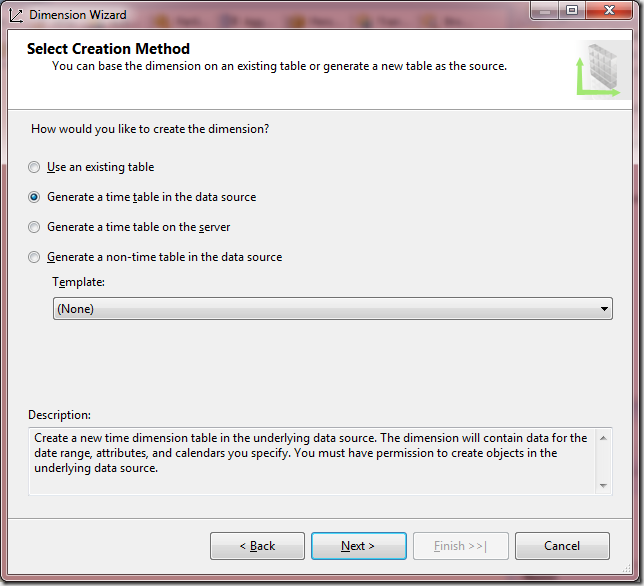 Dimension Wizard
Select Creation Method
You can base the dimension on an existing table or generate a new table as the source.
How would you like to create the dimension?
Use an existing table
Generate a time table in the data source
Generate a time table on the server
Generate a non-time table in the data source
Template:
(None)
Description:
Create a new time dimension table in the underlying data source. The dimension will contain data for the
date range, attributes, and calendars you specify. You must have permission to create objects in the
underlying data source.
< Back Next > Finish >>| Cancel